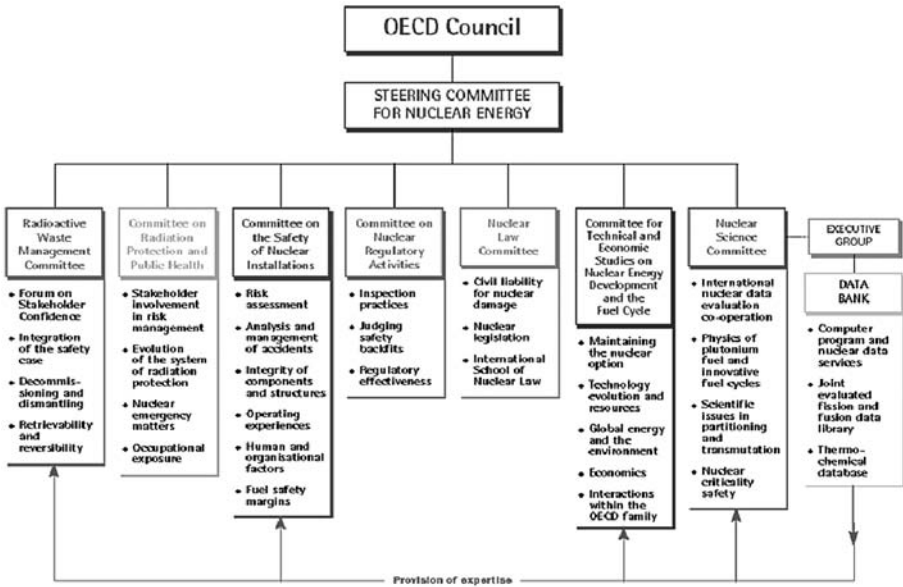 OECD Council
STEERING COMMITTEE
FOR NUCLEAR ENERGY
Radioactive
Waste
Management
Committee
Forum on
Stakeholder
Confidence
Integration
of the safety
case
Decommis-
sioning and
dismantling
Retrievability
and
reversibility
Committee on
Radiation
Protection and
Public Health
Stakeholder
involvement
in risk
management
Evolution
of the system
of radiation
protection
Nuclear
emergency
matters
Occupational
exposure
Committee on
the Safety
of Nuclear
Installations
Risk
assessment
Analysis and
management
of accidents
Integrity of
components
and structures
Operating
experiences
Human and
organisational
factors
Fuel safety
margins
Committee on
Nuclear
Regulatory
Activities
Inspection
practices
Judging
safety
backfits
Regulatory
effectiveness
Nuclear
Law
Committee
Civil liability
for nuclear
damage
Nuclear
legislation
International
School of
Nuclear Law
Committee for
Technical and
Economic
Studies on
Nuclear Energy
Development
and the
Fuel Cycle
Maintaining
the nuclear
option
Technology
evolution and
resources
Global energy
and the
environment
Economics
Interactions
within the
OECD family
Nuclear
Science
Committee
International
nuclear data
evaluation
co-operation
Physics of
plutonium
fuel and
innovative
fuel cycles
Scientific
issues in
partitioning
and
transmutation
Nuclear
criticality
safety
EXECUTIVE
GROUP
DATA
BANK
Computer
program and
nuclear data
services
Joint
evaluated
fission and
fusion data
library
Thermo-
chemical
database
Provision of expertise